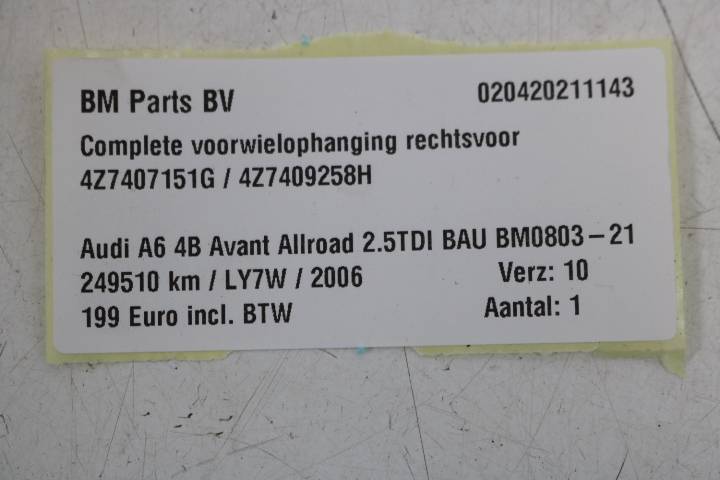 BM Parts BV 020420211143
Complete voorwielophanging rechtsvoor
4Z7407151G / 4Z7409258H
Audi A6 4B Avant Allroad 2.5TDI BAU BM0803-21
249510 km / LY7W / 2006 Verz: 10
199 Euro incl. BTW Aantal: 1